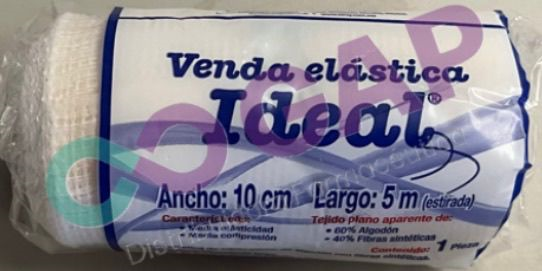 Venda elástica
Ideal®
GAP
Ancho: 10 cm Largo: 5 m (estirada)
Características:
• Media elasticidad
• Media compresión
Tejido plano aparente de:
• 60% Algodón
• 40% Fibras sintéticas
Contenido: 1 Pieza